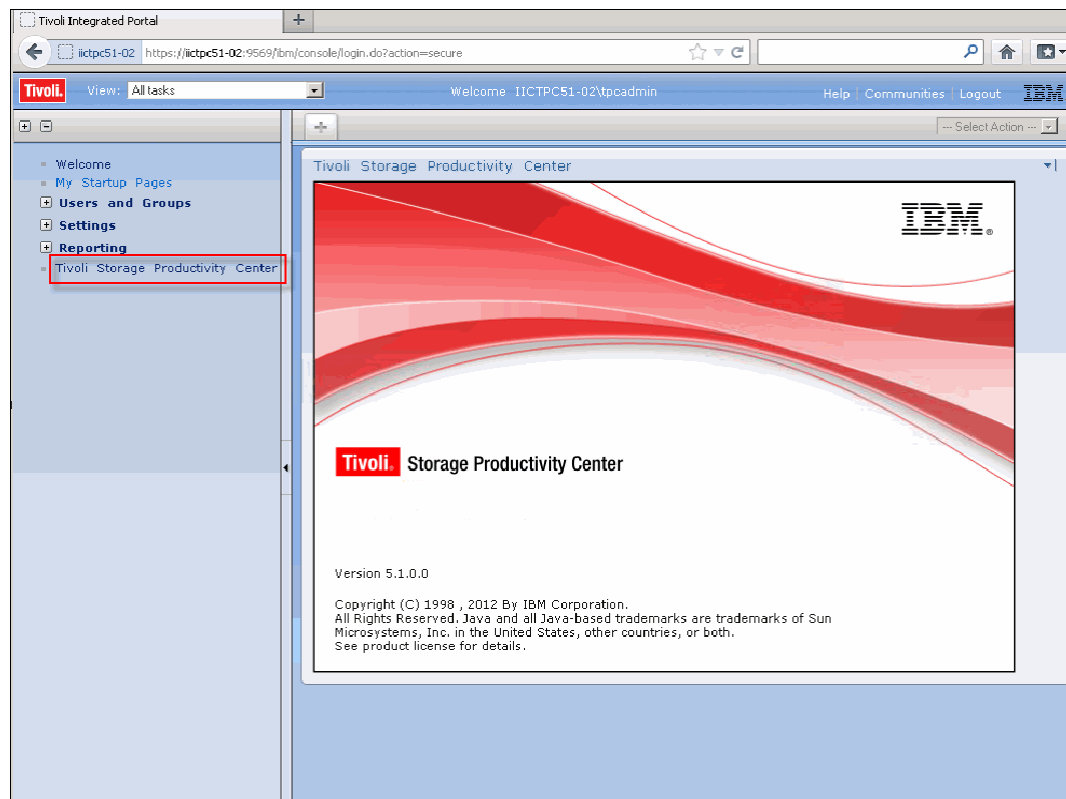 Tivoli Integrated Portal
iictpc51-02 https://iictpc51-02:9569/ibm/console/login.do?action=secure
Tivoli. View: All tasks Welcome IICTPC51-02\tpcadmin Help Communities Logout IBM
--- Select Action ---
Welcome
My Startup Pages
Users and Groups
Settings
Reporting
Tivoli Storage Productivity Center
Tivoli Storage Productivity Center
IBM®
Tivoli. Storage Productivity Center
Version 5.1.0.0
Copyright (C) 1998 , 2012 By IBM Corporation.
All Rights Reserved. Java and all Java-based trademarks are trademarks of Sun
Microsystems, Inc. in the United States, other countries, or both.
See product license for details.